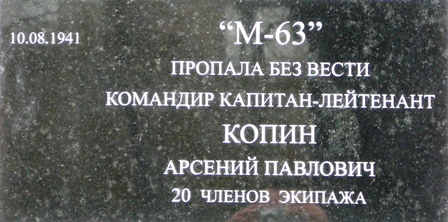 10.08.1941
“М-63”
ПРОПАЛА БЕЗ ВЕСТИ
КОМАНДИР КАПИТАН-ЛЕЙТЕНАНТ
КОПИН
АРСЕНИЙ ПАВЛОВИЧ
20 ЧЛЕНОВ ЭКИПАЖА